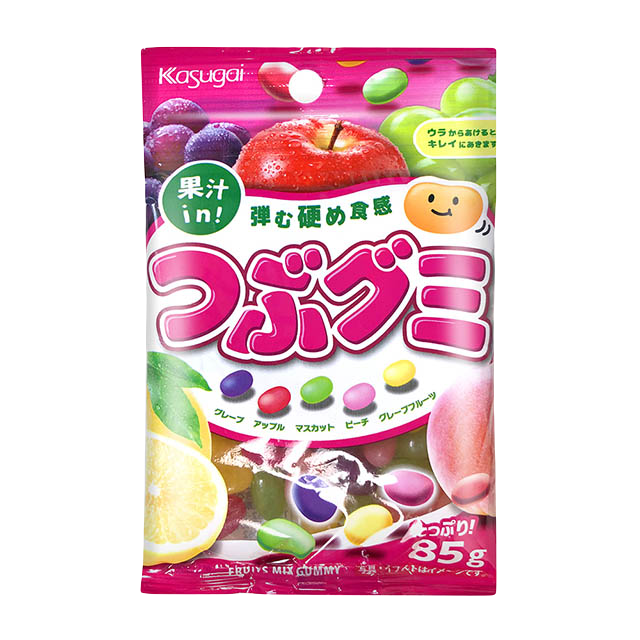 Kasugai
ウラからあけると
キレイにあきます
果汁
in!
弾む硬め食感
つぶグミ
グレープ アップル マスカット ピーチ グレープフルーツ
たっぷり!
85g
FRUITS MIX GUMMY
写真・イラストはイメージです。